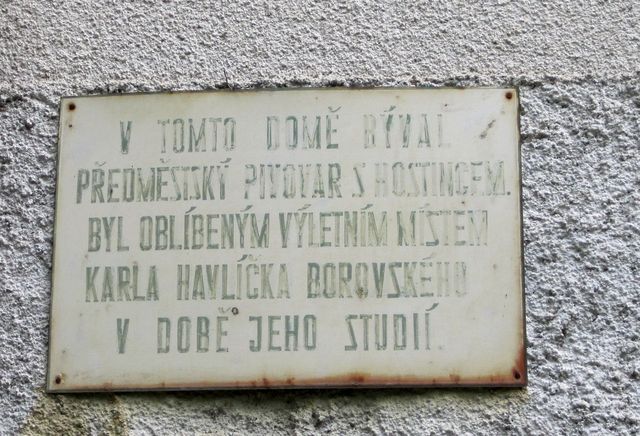 V TOMTO DOMĚ BÝVAL
PŘEDMĚSTSKÝ PIVOVAR S HOSTINCEM.
BYL OBLÍBENÝM VÝLETNÍM MÍSTEM
KARLA HAVLÍČKA BOROVSKÉHO
V DOBĚ JEHO STUDIÍ.